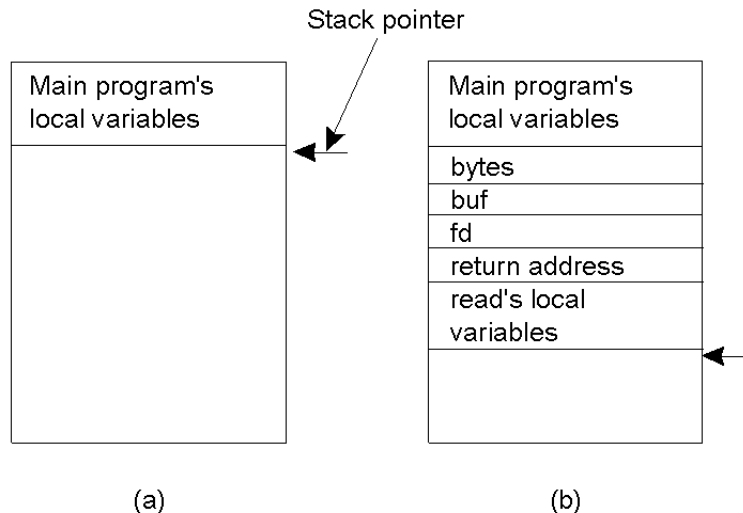 Stack pointer
Main program's
local variables
Main program's
local variables
bytes
buf
fd
return address
read's local
variables
(a)
(b)